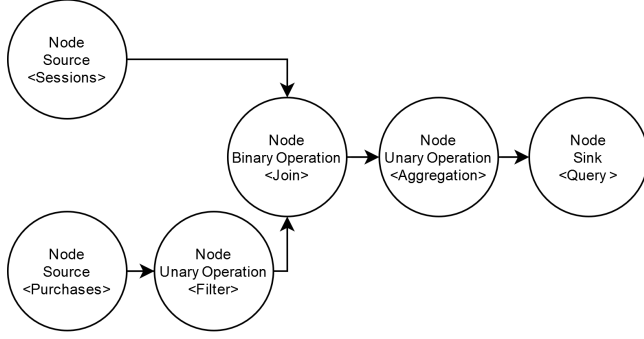 Node
Source
<Sessions>
Node
Binary Operation
<Join>
Node
Unary Operation
<Aggregation>
Node
Sink
<Query >
Node
Source
<Purchases>
Node
Unary Operation
<Filter>